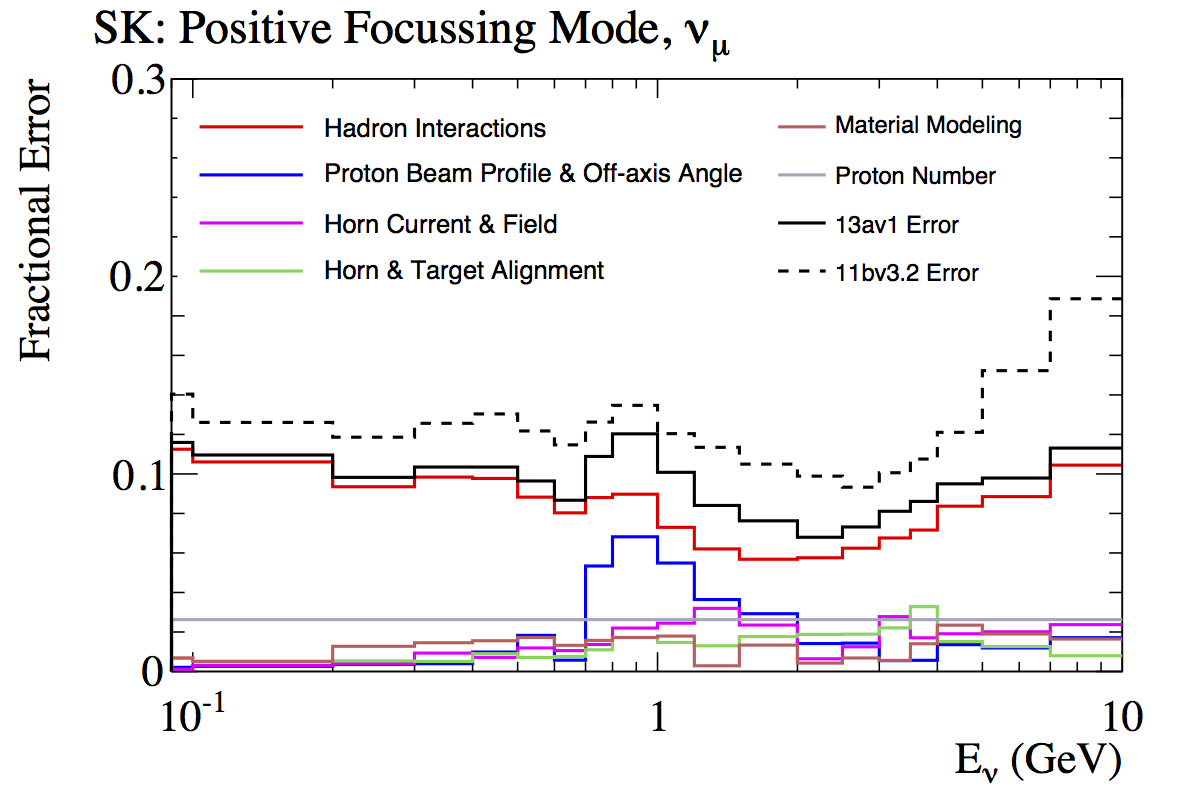 SK: Positive Focussing Mode, νμ
Fractional Error
0.3
0.2
0.1
0
Hadron Interactions
Proton Beam Profile & Off-axis Angle
Horn Current & Field
Horn & Target Alignment
Material Modeling
Proton Number
13av1 Error
11bv3.2 Error
10-1
1
10
Eν (GeV)